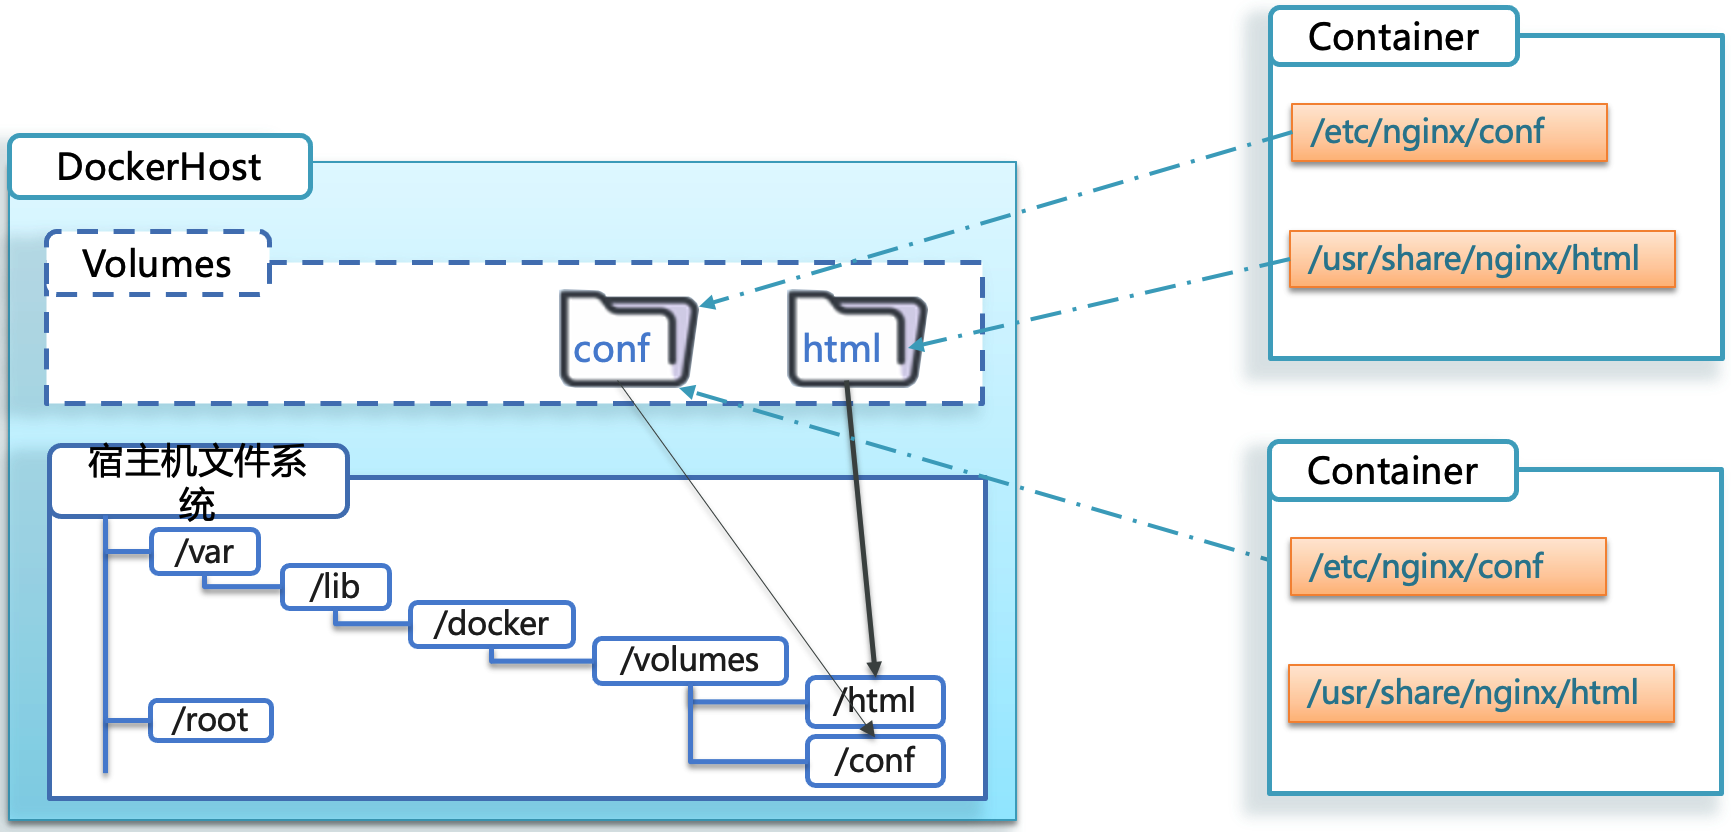 DockerHost
Volumes
conf
html
宿主机文件系
统
/var
/lib
/docker
/volumes
/html
/root
/conf
Container
/etc/nginx/conf
/usr/share/nginx/html
Container
/etc/nginx/conf
/usr/share/nginx/html